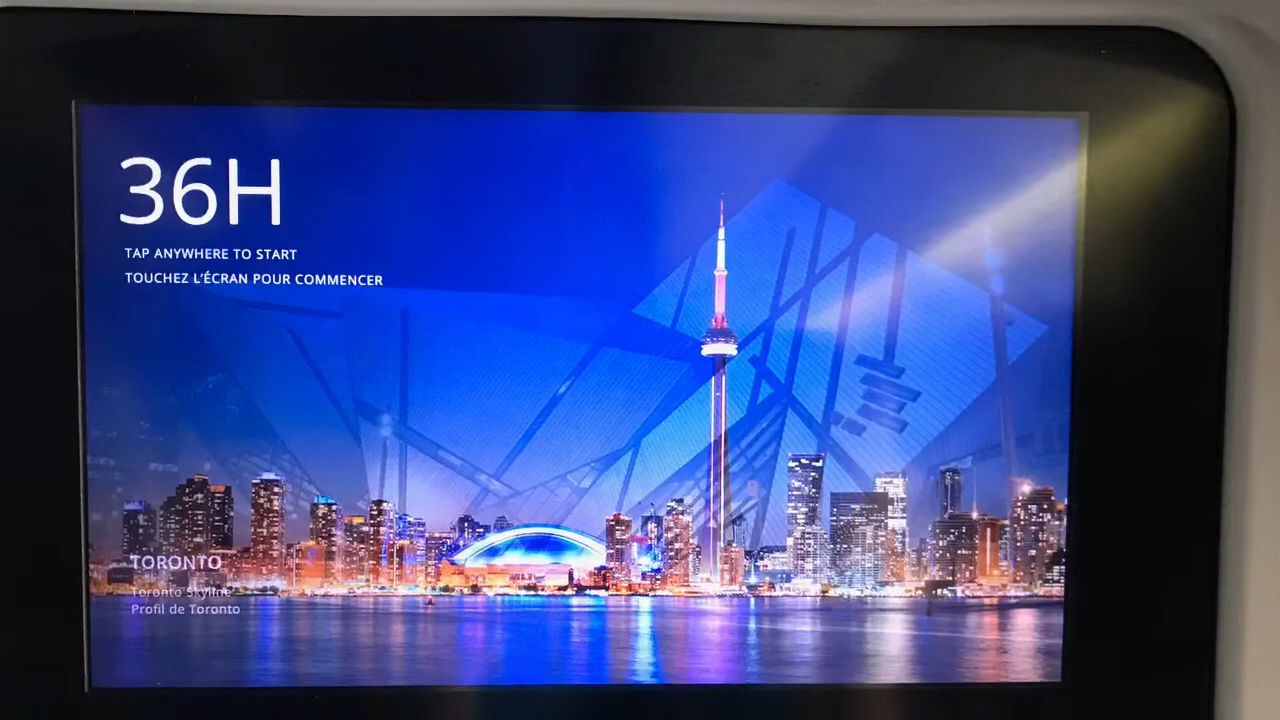 36H
TAP ANYWHERE TO START
TOUCHEZ L'ÉCRAN POUR COMMENCER
TORONTO
Toronto Skyline
Profil de Toronto